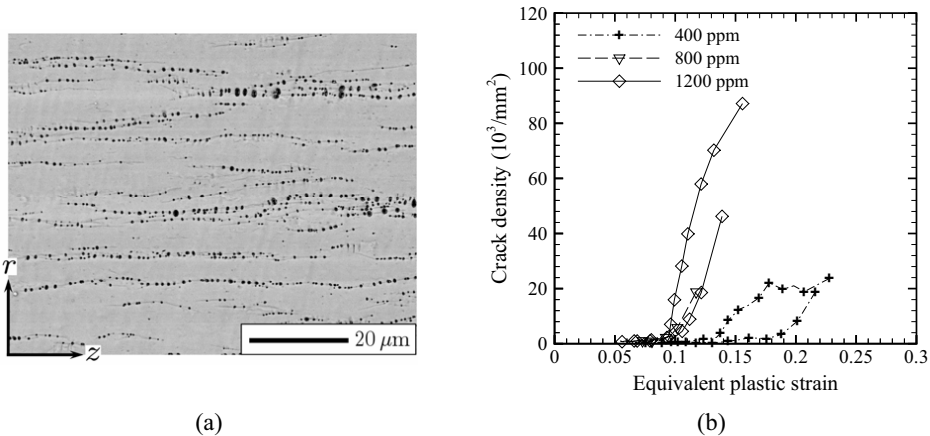 r
z
20 μm
(a)
120
100
80
60
40
20
0
0
0.05
0.1
0.15
0.2
0.25
0.3
Crack density (10³/mm²)
Equivalent plastic strain
400 ppm
800 ppm
1200 ppm
(b)